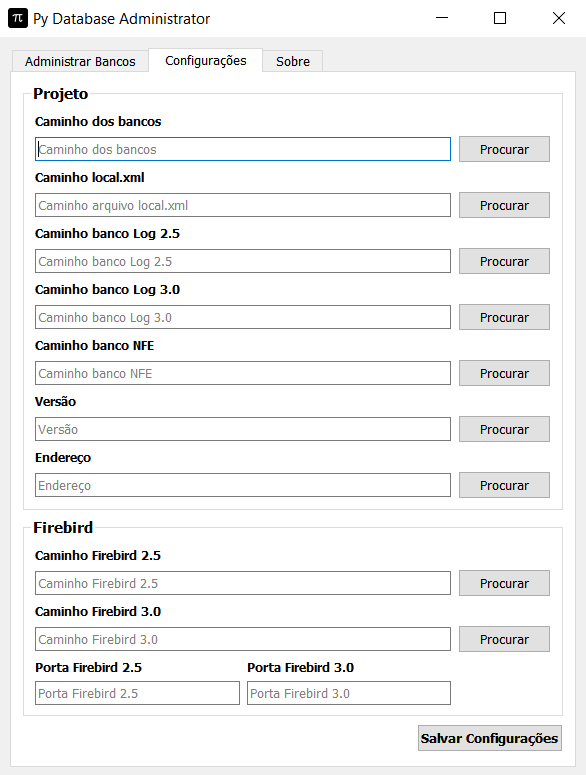 π Py Database Administrator
Administrar Bancos Configurações Sobre
Projeto
Caminho dos bancos
Caminho dos bancos Procurar
Caminho local.xml
Caminho arquivo local.xml Procurar
Caminho banco Log 2.5
Caminho banco Log 2.5 Procurar
Caminho banco Log 3.0
Caminho banco Log 3.0 Procurar
Caminho banco NFE
Caminho banco NFE Procurar
Versão
Versão Procurar
Endereço
Endereço Procurar
Firebird
Caminho Firebird 2.5
Caminho Firebird 2.5 Procurar
Caminho Firebird 3.0
Caminho Firebird 3.0 Procurar
Porta Firebird 2.5 Porta Firebird 3.0
Porta Firebird 2.5 Porta Firebird 3.0
Salvar Configurações